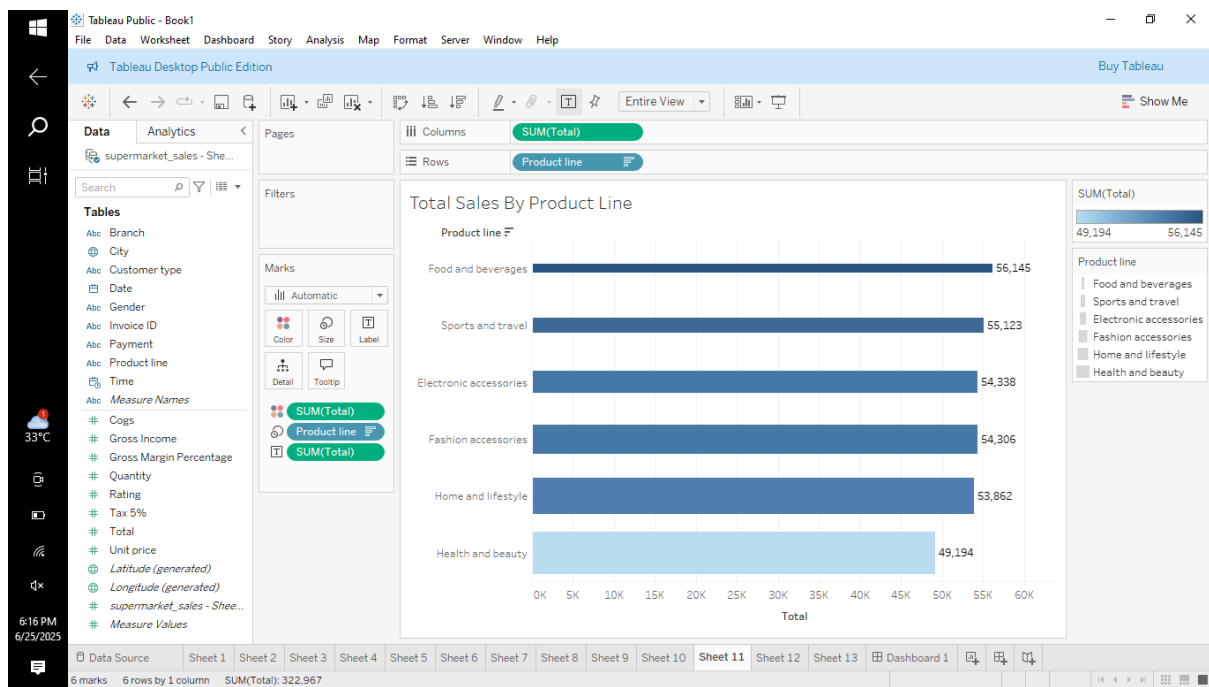 Tableau Public - Book1
File Data Worksheet Dashboard Story Analysis Map Format Server Window Help
Tableau Desktop Public Edition
Buy Tableau
Entire View
Show Me
Data Analytics
supermarket_sales - She...
Search
Tables
Abc Branch
City
Abc Customer type
Date
Abc Gender
Abc Invoice ID
Abc Payment
Abc Product line
Time
Abc Measure Names
# Cogs
# Gross Income
# Gross Margin Percentage
# Quantity
# Rating
# Tax 5%
# Total
# Unit price
Latitude (generated)
Longitude (generated)
# supermarket_sales - Shee...
# Measure Values
Pages
Filters
Marks
Automatic
Color Size Label
Detail Tooltip
SUM(Total)
Product line
SUM(Total)
Columns SUM(Total)
Rows Product line
Total Sales By Product Line
Product line
Food and beverages 56,145
Sports and travel 55,123
Electronic accessories 54,338
Fashion accessories 54,306
Home and lifestyle 53,862
Health and beauty 49,194
0K 5K 10K 15K 20K 25K 30K 35K 40K 45K 50K 55K 60K
Total
SUM(Total)
49,194 56,145
Product line
Food and beverages
Sports and travel
Electronic accessories
Fashion accessories
Home and lifestyle
Health and beauty
1
33°C
6:16 PM
6/25/2025
Data Source Sheet 1 Sheet 2 Sheet 3 Sheet 4 Sheet 5 Sheet 6 Sheet 7 Sheet 8 Sheet 9 Sheet 10 Sheet 11 Sheet 12 Sheet 13 Dashboard 1
6 marks 6 rows by 1 column SUM(Total): 322,967